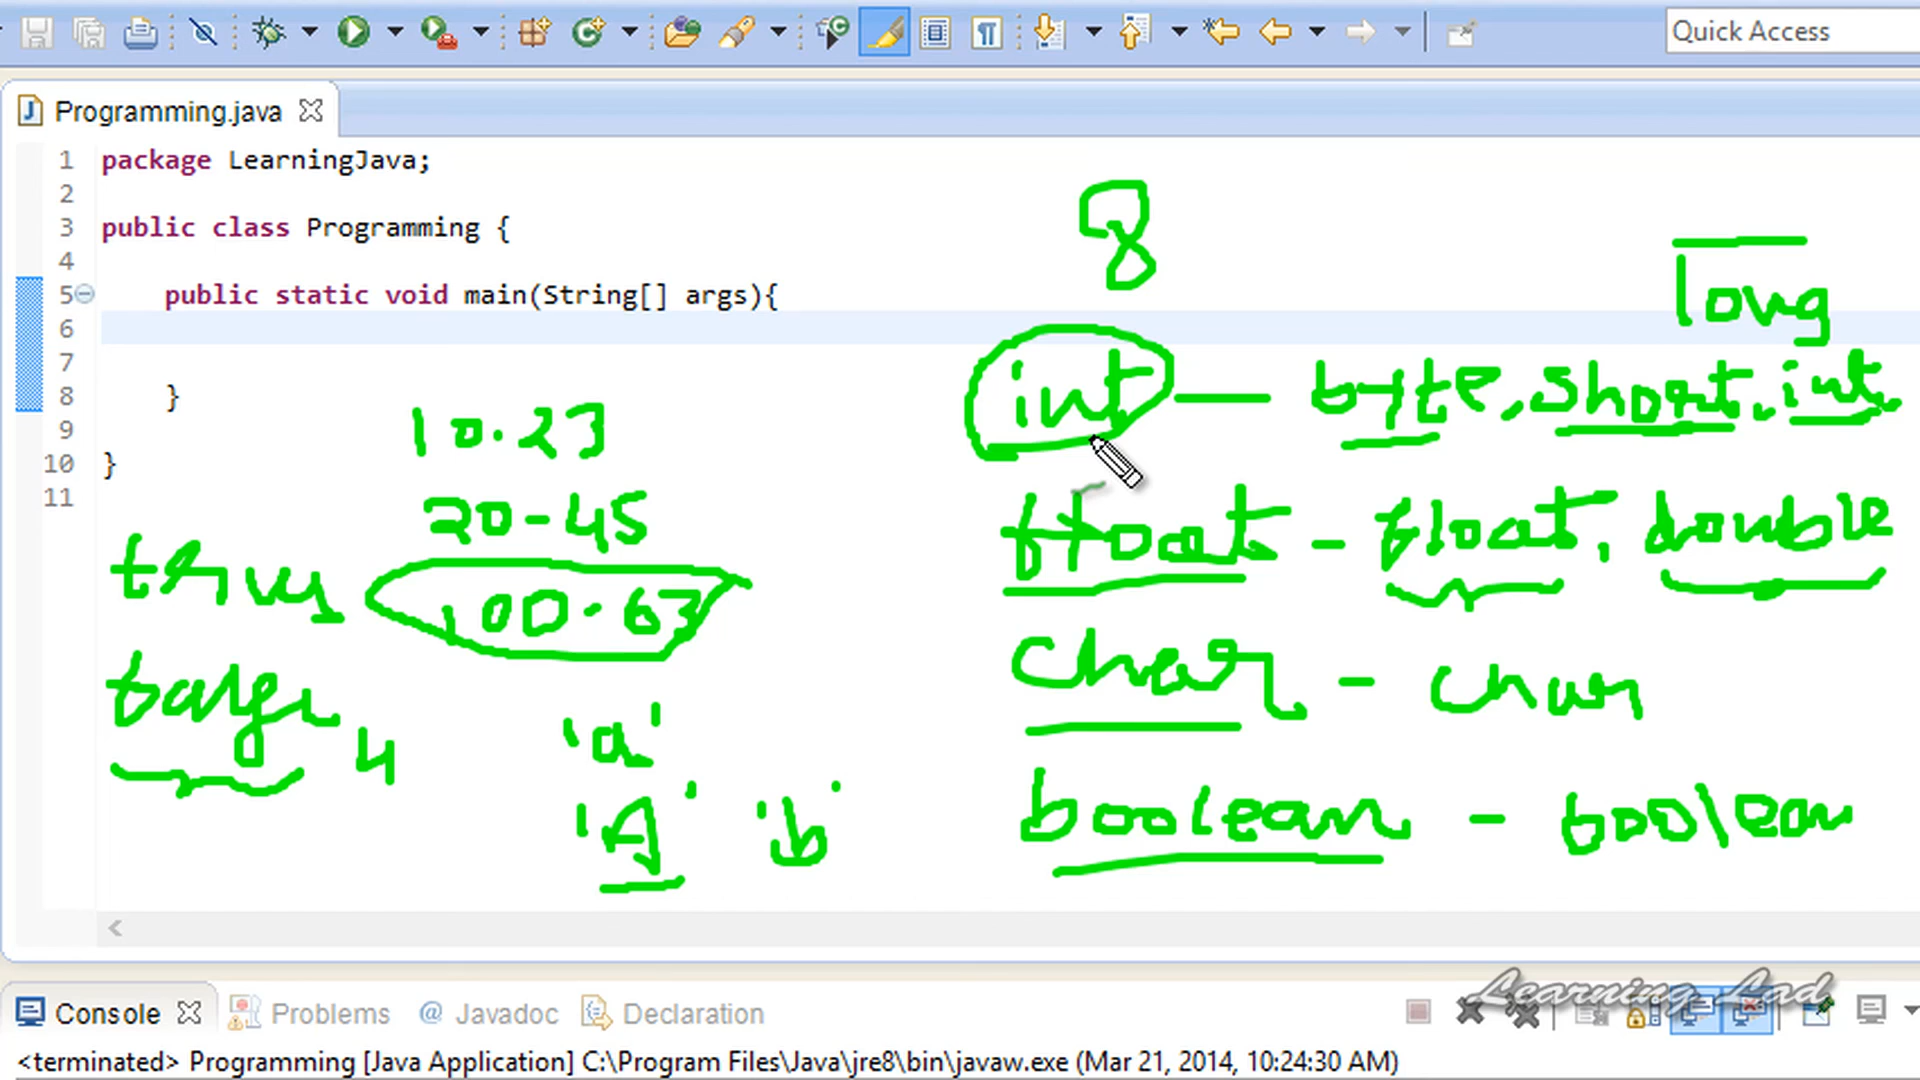 Quick Access
Programming.java
1 package LearningJava;
2
3 public class Programming {
4
5 public static void main(String[] args){
6
7
8 }
9
10 }
11
8
long
int — byte, short, int,
10.23
20-45
float - float, double
100.63
char - char
4
'a'
'A' 'b'
boolean - boolean
Learning Lad
Console Problems @ Javadoc Declaration
<terminated> Programming [Java Application] C:\Program Files\Java\jre8\bin\javaw.exe (Mar 21, 2014, 10:24:30 AM)